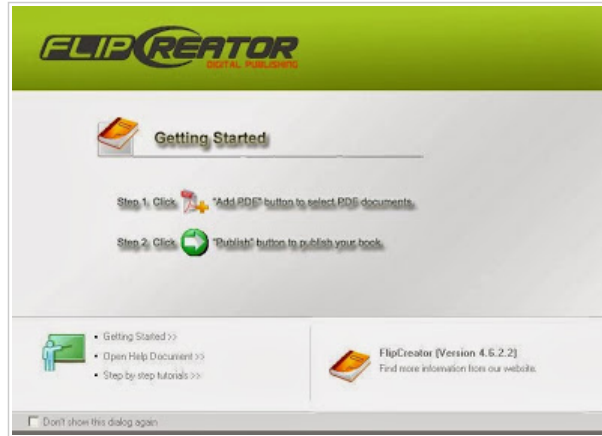 FLIPCREATOR
DIGITAL PUBLISHING
Getting Started
Step 1. Click "Add PDF" button to select PDF documents.
Step 2. Click "Publish" button to publish your book.
• Getting Started >>
• Open Help Document >>
• Step by step tutorials >>
FlipCreator (Version 4.6.2.2)
Find more information from our website.
Don't show this dialog again